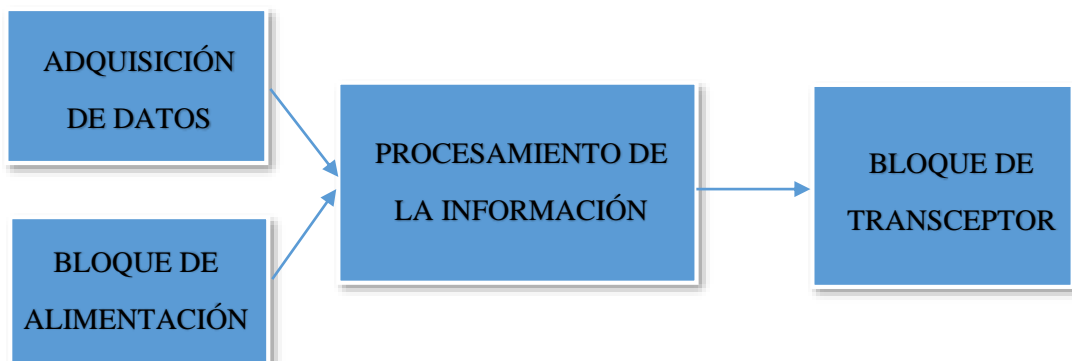 ADQUISICIÓN
DE DATOS
BLOQUE DE
ALIMENTACIÓN
PROCESAMIENTO DE
LA INFORMACIÓN
BLOQUE DE
TRANSCEPTOR